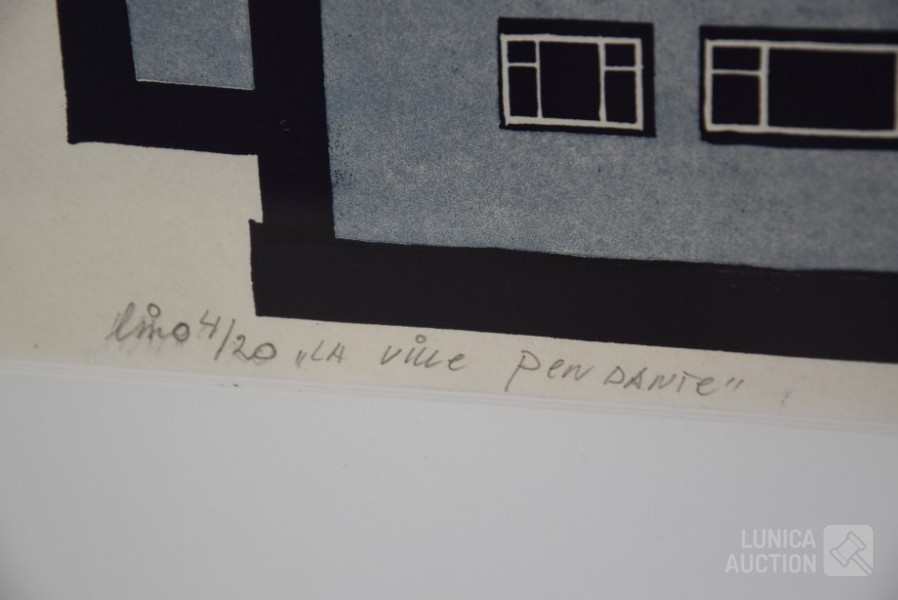 lino 4/20 „LA ville penDANTe”
LUNICA
AUCTION